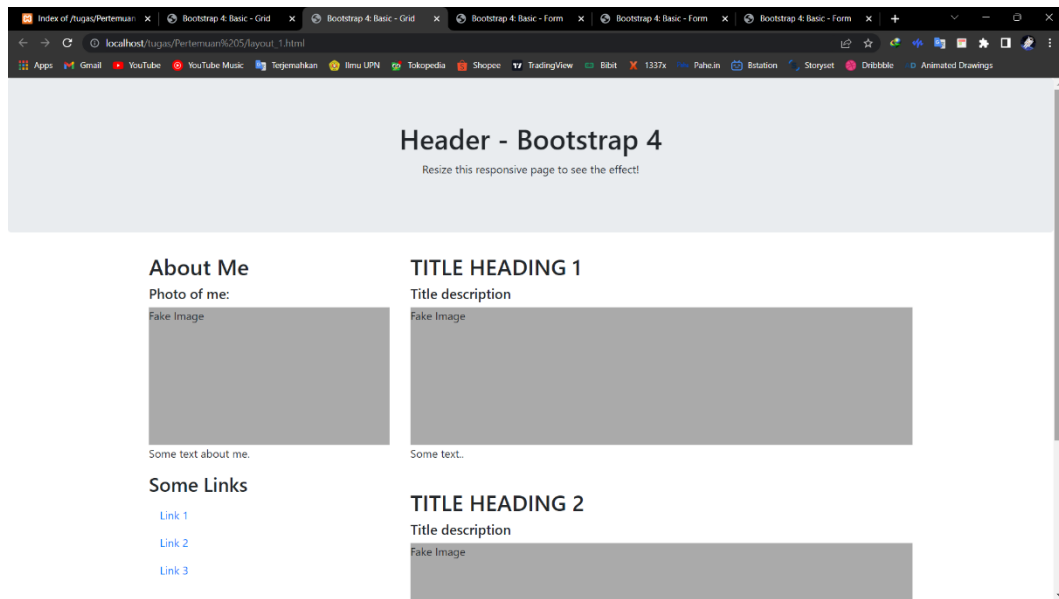 Index of /tugas/Pertemuan
Bootstrap 4: Basic - Grid
Bootstrap 4: Basic - Grid
Bootstrap 4: Basic - Form
Bootstrap 4: Basic - Form
Bootstrap 4: Basic - Form
localhost/tugas/Pertemuan%205/layout_1.html
Apps
Gmail
YouTube
YouTube Music
Terjemahkan
Ilmu UPN
Tokopedia
Shopee
TradingView
Bibit
1337x
Pahe.in
Bstation
Storyset
Dribbble
Animated Drawings
Header - Bootstrap 4
Resize this responsive page to see the effect!
About Me
Photo of me:
Fake Image
Some text about me.
Some Links
Link 1
Link 2
Link 3
TITLE HEADING 1
Title description
Fake Image
Some text..
TITLE HEADING 2
Title description
Fake Image